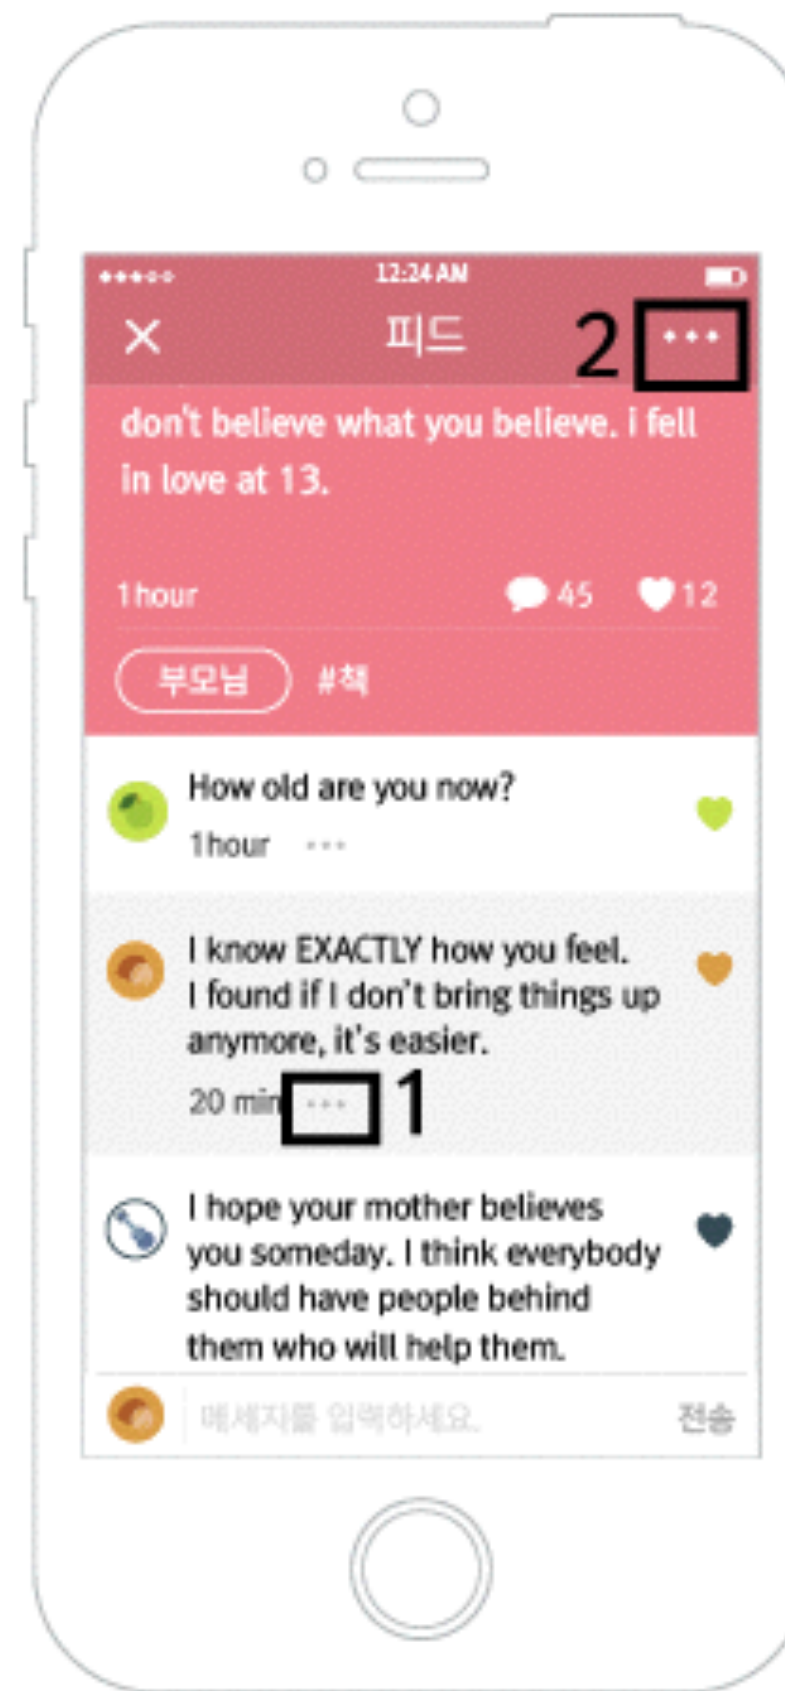 12:24 AM
피드
2
don't believe what you believe. i fell
in love at 13.
1hour 45 12
부모님 #책
How old are you now?
1hour
I know EXACTLY how you feel.
I found if I don't bring things up
anymore, it's easier.
20 min 1
I hope your mother believes
you someday. I think everybody
should have people behind
them who will help them.
메세지를 입력하세요. 전송